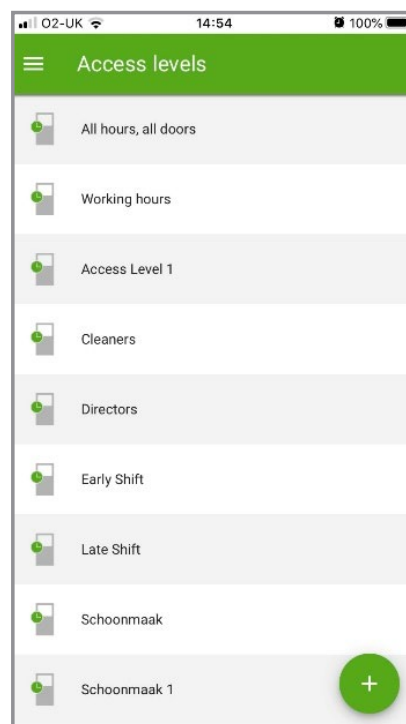 O2-UK 14:54 100%
Access levels
All hours, all doors
Working hours
Access Level 1
Cleaners
Directors
Early Shift
Late Shift
Schoonmaak
Schoonmaak 1
+